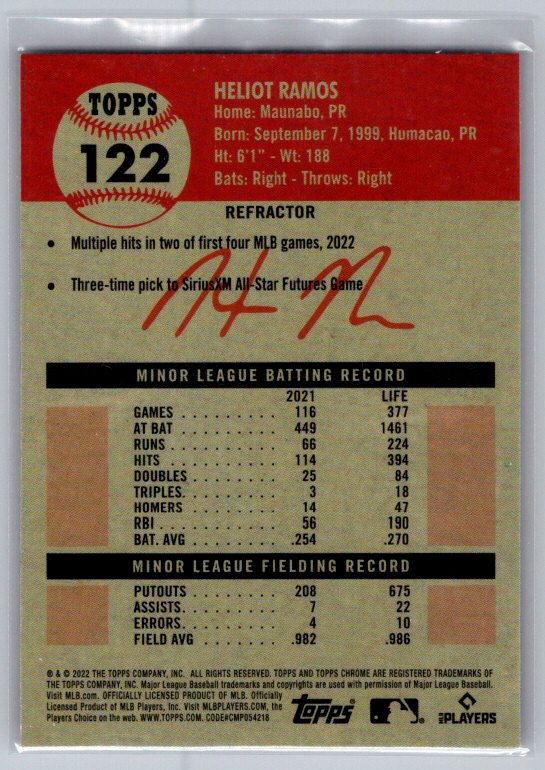 TOPPS
122
HELIOT RAMOS
Home: Maunabo, PR
Born: September 7, 1999, Humacao, PR
Ht: 6'1" - Wt: 188
Bats: Right - Throws: Right
REFRACTOR
• Multiple hits in two of first four MLB games, 2022
• Three-time pick to SiriusXM All-Star Futures Game
MINOR LEAGUE BATTING RECORD
2021 LIFE
GAMES . . . . . . . . . 116 377
AT BAT . . . . . . . . . 449 1461
RUNS . . . . . . . . . 66 224
HITS . . . . . . . . . 114 394
DOUBLES . . . . . . . . 25 84
TRIPLES. . . . . . . . . 3 18
HOMERS . . . . . . . . 14 47
RBI . . . . . . . . . . 56 190
BAT. AVG . . . . . . . . .254 .270
MINOR LEAGUE FIELDING RECORD
PUTOUTS . . . . . . . . 208 675
ASSISTS. . . . . . . . . 7 22
ERRORS. . . . . . . . . 4 10
FIELD AVG . . . . . . . .982 .986
® & © 2022 THE TOPPS COMPANY, INC. ALL RIGHTS RESERVED. TOPPS AND TOPPS CHROME ARE REGISTERED TRADEMARKS OF
THE TOPPS COMPANY, INC. Major League Baseball trademarks and copyrights are used with permission of Major League Baseball.
Visit MLB.com. OFFICIALLY LICENSED PRODUCT OF MLB. Officially
Licensed Product of MLB Players, Inc. Visit MLBPLAYERS.COM, the
Players Choice on the web. WWW.TOPPS.COM. CODE#CMP054218
topps
MLB PLAYERS